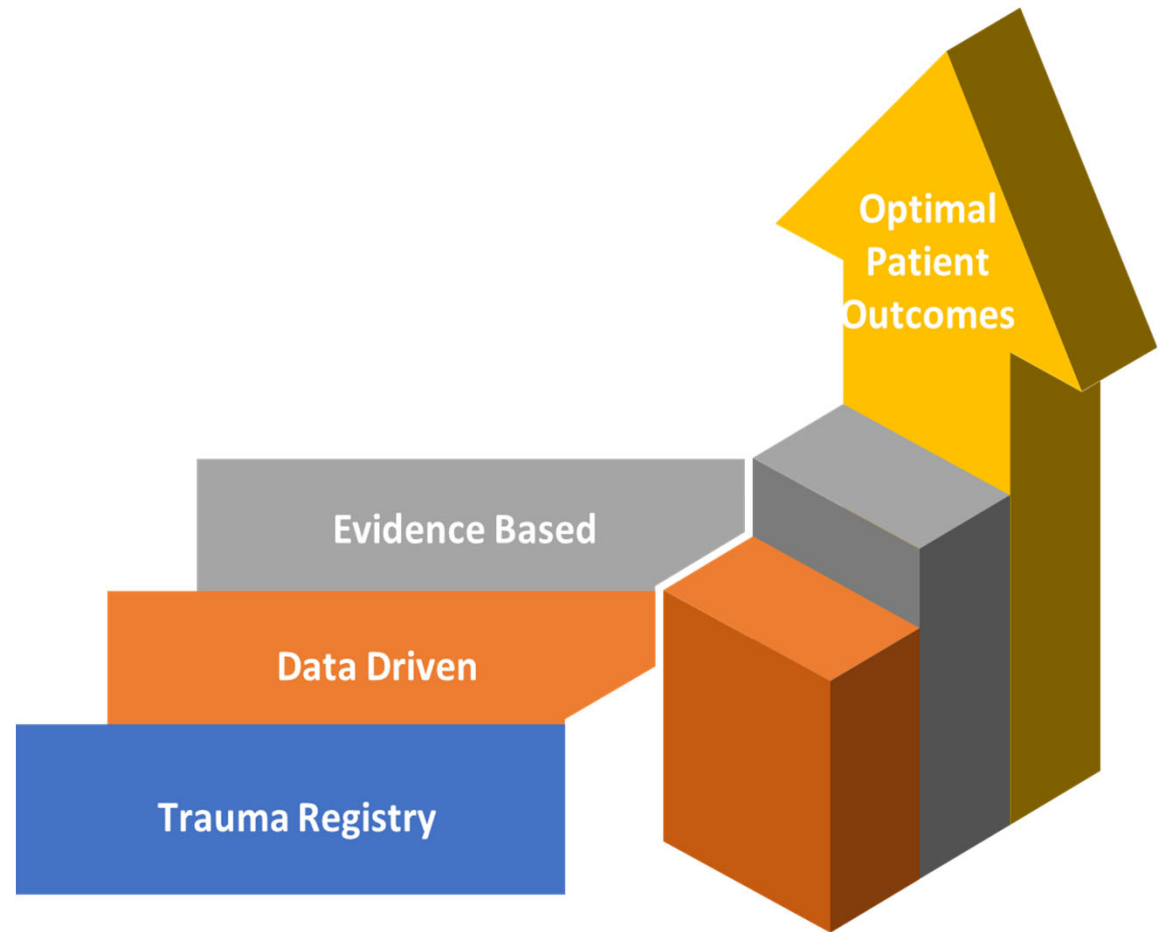 Optimal
Patient
Outcomes
Evidence Based
Data Driven
Trauma Registry